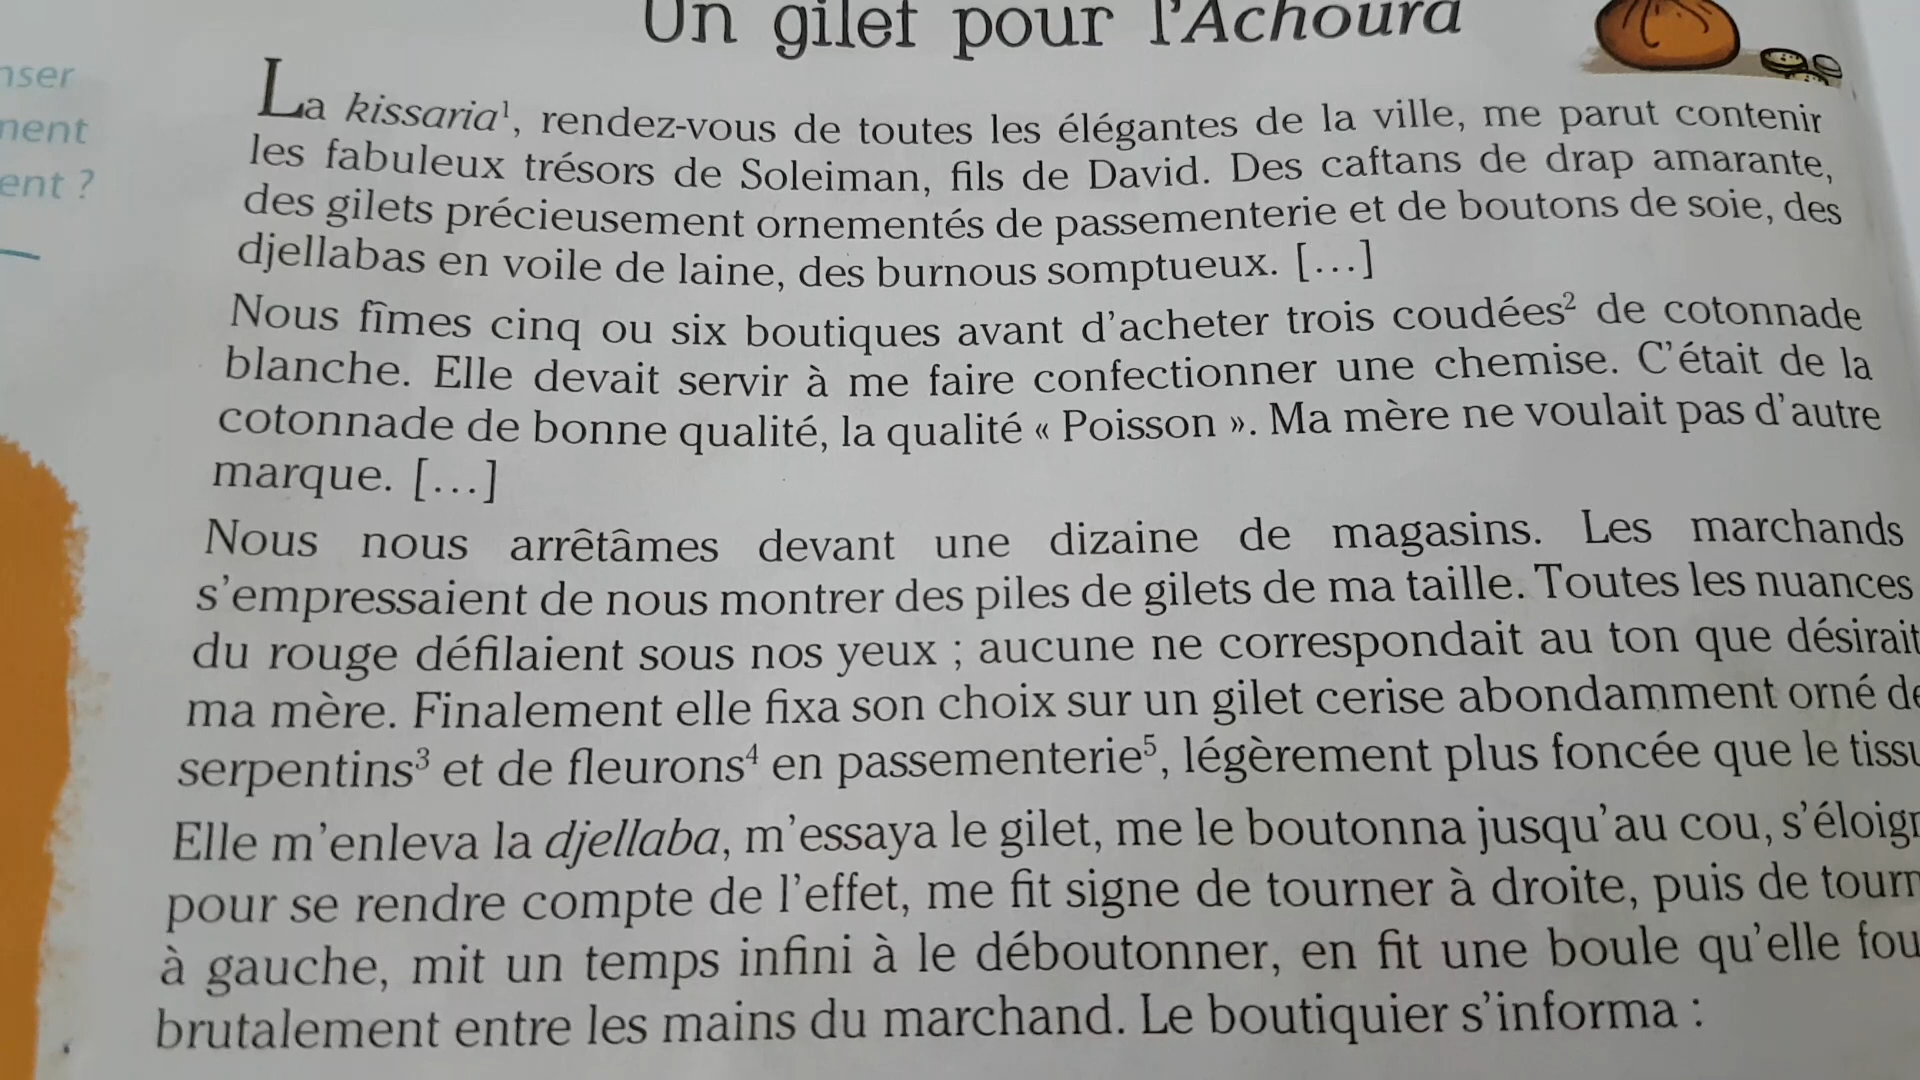 Un gilet pour l'Achoura
nser
ment
ent ?
La kissaria¹, rendez-vous de toutes les élégantes de la ville, me parut contenir
les fabuleux trésors de Soleiman, fils de David. Des caftans de drap amarante,
des gilets précieusement ornementés de passementerie et de boutons de soie, des
djellabas en voile de laine, des burnous somptueux. […]
Nous fîmes cinq ou six boutiques avant d'acheter trois coudées² de cotonnade
blanche. Elle devait servir à me faire confectionner une chemise. C'était de la
cotonnade de bonne qualité, la qualité « Poisson ». Ma mère ne voulait pas d'autre
marque. […]
Nous nous arrêtâmes devant une dizaine de magasins. Les marchands
s'empressaient de nous montrer des piles de gilets de ma taille. Toutes les nuances
du rouge défilaient sous nos yeux ; aucune ne correspondait au ton que désirait
ma mère. Finalement elle fixa son choix sur un gilet cerise abondamment orné de
serpentins³ et de fleurons⁴ en passementerie⁵, légèrement plus foncée que le tissu
Elle m'enleva la djellaba, m'essaya le gilet, me le boutonna jusqu'au cou, s'éloign
pour se rendre compte de l'effet, me fit signe de tourner à droite, puis de tourn
à gauche, mit un temps infini à le déboutonner, en fit une boule qu'elle fou
brutalement entre les mains du marchand. Le boutiquier s'informa :